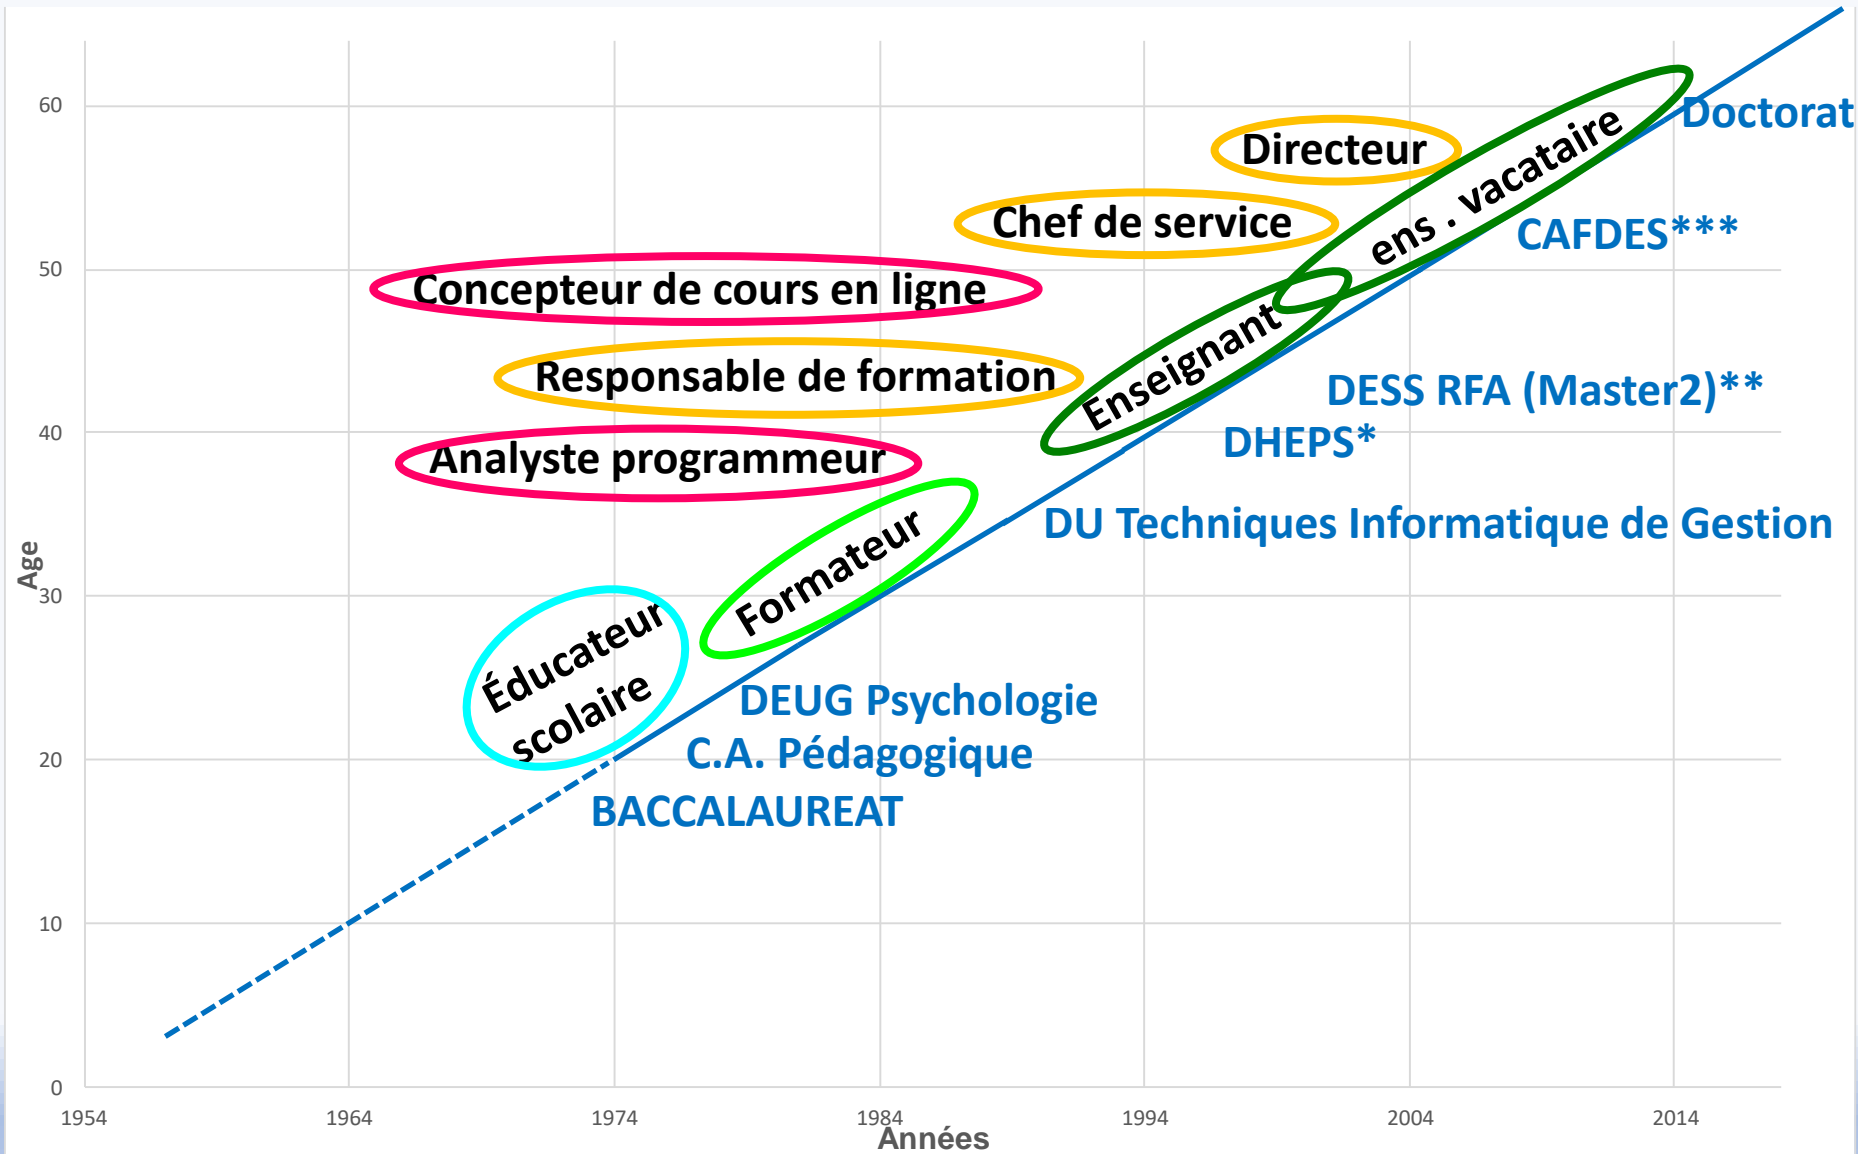 60
Doctorat
Directeur
ens . vacataire
Chef de service
CAFDES***
50
Concepteur de cours en ligne
Enseignant
Responsable de formation
DESS RFA (Master2)**
40
DHEPS*
Analyste programmeur
DU Techniques Informatique de Gestion
Formateur
Age
30
Éducateur
scolaire
DEUG Psychologie
C.A. Pédagogique
20
BACCALAUREAT
10
0
1954 1964 1974 1984 1994 2004 2014
Années